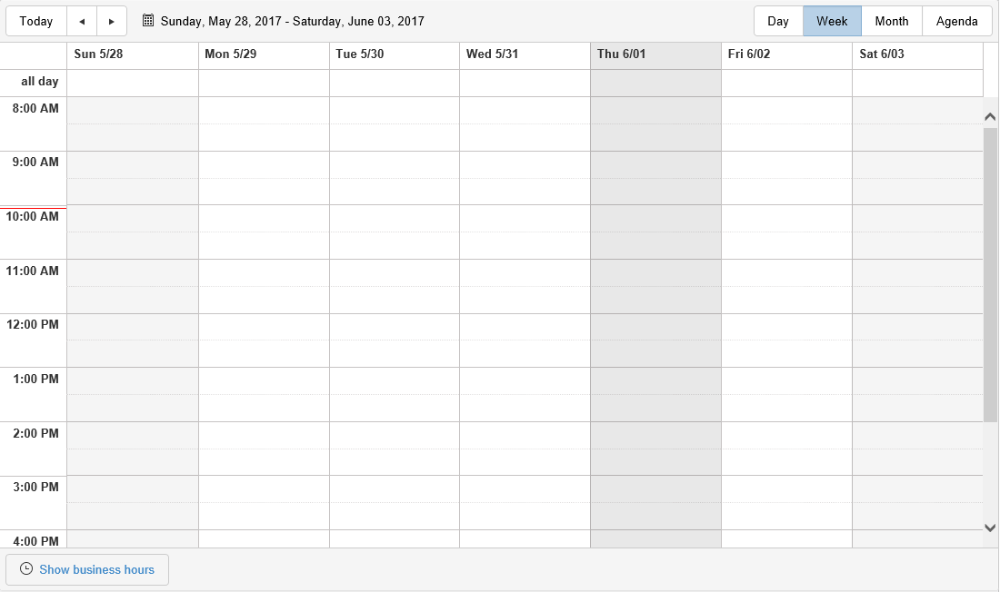 Today Sunday, May 28, 2017 - Saturday, June 03, 2017 Day Week Month Agenda
Sun 5/28 Mon 5/29 Tue 5/30 Wed 5/31 Thu 6/01 Fri 6/02 Sat 6/03
all day
8:00 AM
9:00 AM
10:00 AM
11:00 AM
12:00 PM
1:00 PM
2:00 PM
3:00 PM
4:00 PM
Show business hours